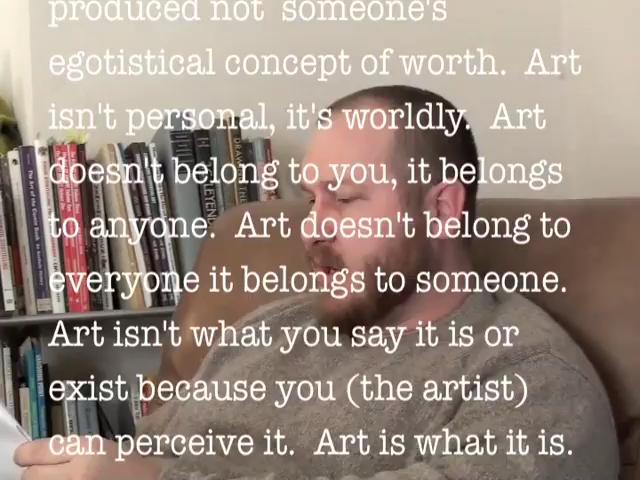 produced not someone's
egotistical concept of worth. Art
isn't personal, it's worldly. Art
doesn't belong to you, it belongs
to anyone. Art doesn't belong to
everyone it belongs to someone.
Art isn't what you say it is or
exist because you (the artist)
can perceive it. Art is what it is.